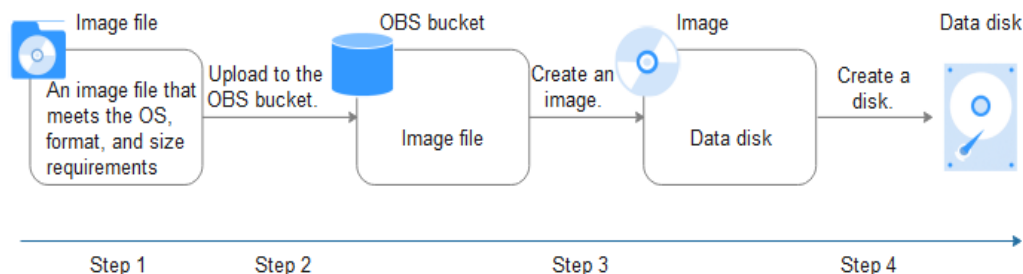 Image file
OBS bucket
Image
Data disk
An image file that
meets the OS,
format, and size
requirements
Upload to the
OBS bucket.
Image file
Create an
image.
Data disk
Create a
disk.
Step 1
Step 2
Step 3
Step 4